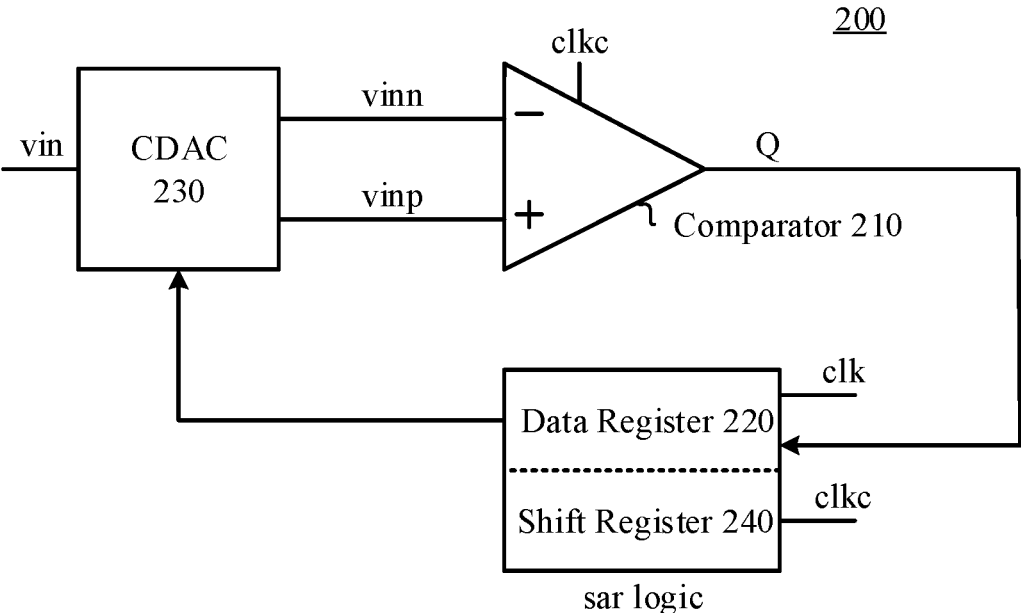 200
clkc
vin
CDAC
230
vinn
vinp
−
+
Q
Comparator 210
clk
Data Register 220
Shift Register 240
clkc
sar logic